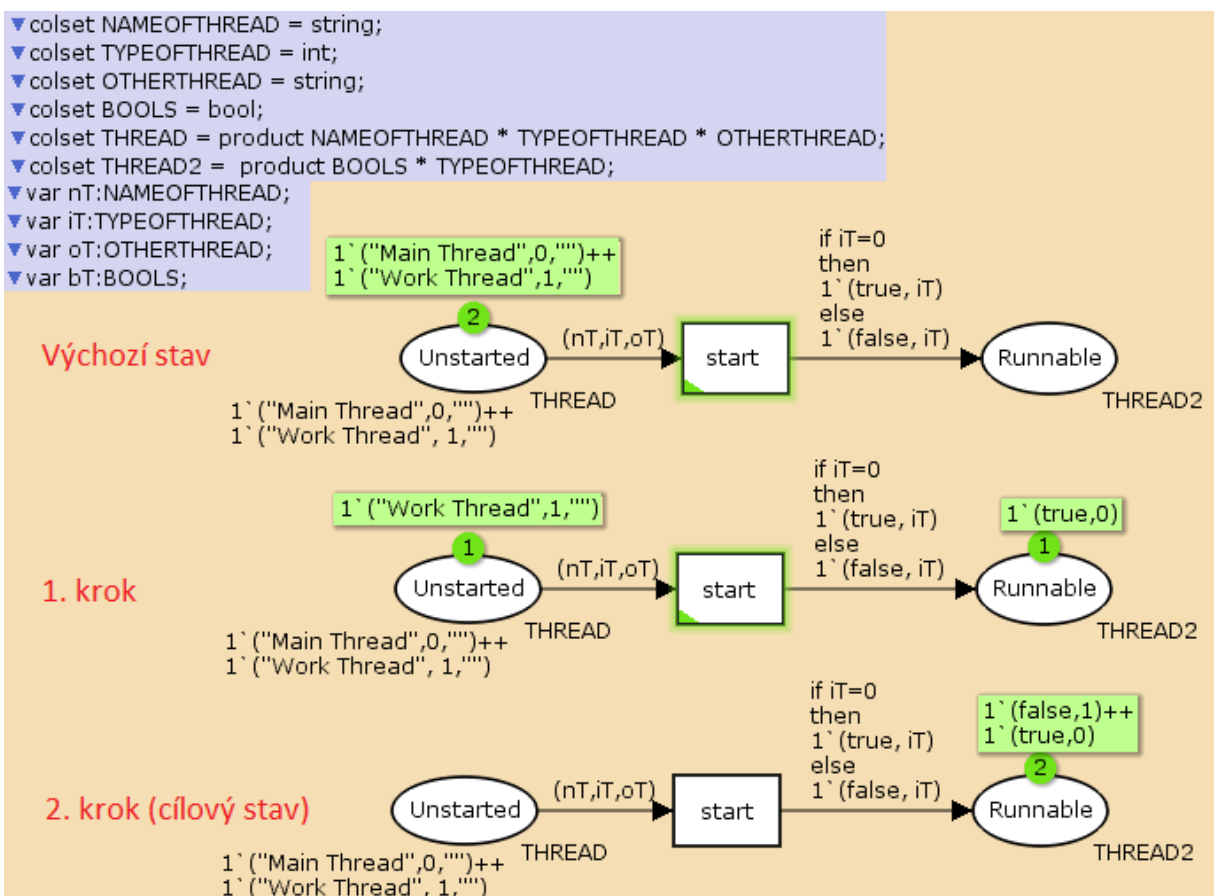 colset NAMEOFTHREAD = string;
colset TYPEOFTHREAD = int;
colset OTHERTHREAD = string;
colset BOOLS = bool;
colset THREAD = product NAMEOFTHREAD * TYPEOFTHREAD * OTHERTHREAD;
colset THREAD2 =  product BOOLS * TYPEOFTHREAD;
var nT:NAMEOFTHREAD;
var iT:TYPEOFTHREAD;
var oT:OTHERTHREAD;
var bT:BOOLS;
Výchozí stav
1`("Main Thread",0,"")++
1`("Work Thread",1,"")
2
Unstarted
THREAD
1`("Main Thread",0,"")++
1`("Work Thread", 1,"")
(nT,iT,oT)
start
if iT=0
then
1`(true, iT)
else
1`(false, iT)
Runnable
THREAD2
1. krok
1`("Work Thread",1,"")
1
Unstarted
THREAD
1`("Main Thread",0,"")++
1`("Work Thread", 1,"")
(nT,iT,oT)
start
if iT=0
then
1`(true, iT)
else
1`(false, iT)
1`(true,0)
1
Runnable
THREAD2
2. krok (cílový stav)
Unstarted
THREAD
1`("Main Thread",0,"")++
1`("Work Thread", 1,"")
(nT,iT,oT)
start
if iT=0
then
1`(true, iT)
else
1`(false, iT)
1`(false,1)++
1`(true,0)
2
Runnable
THREAD2